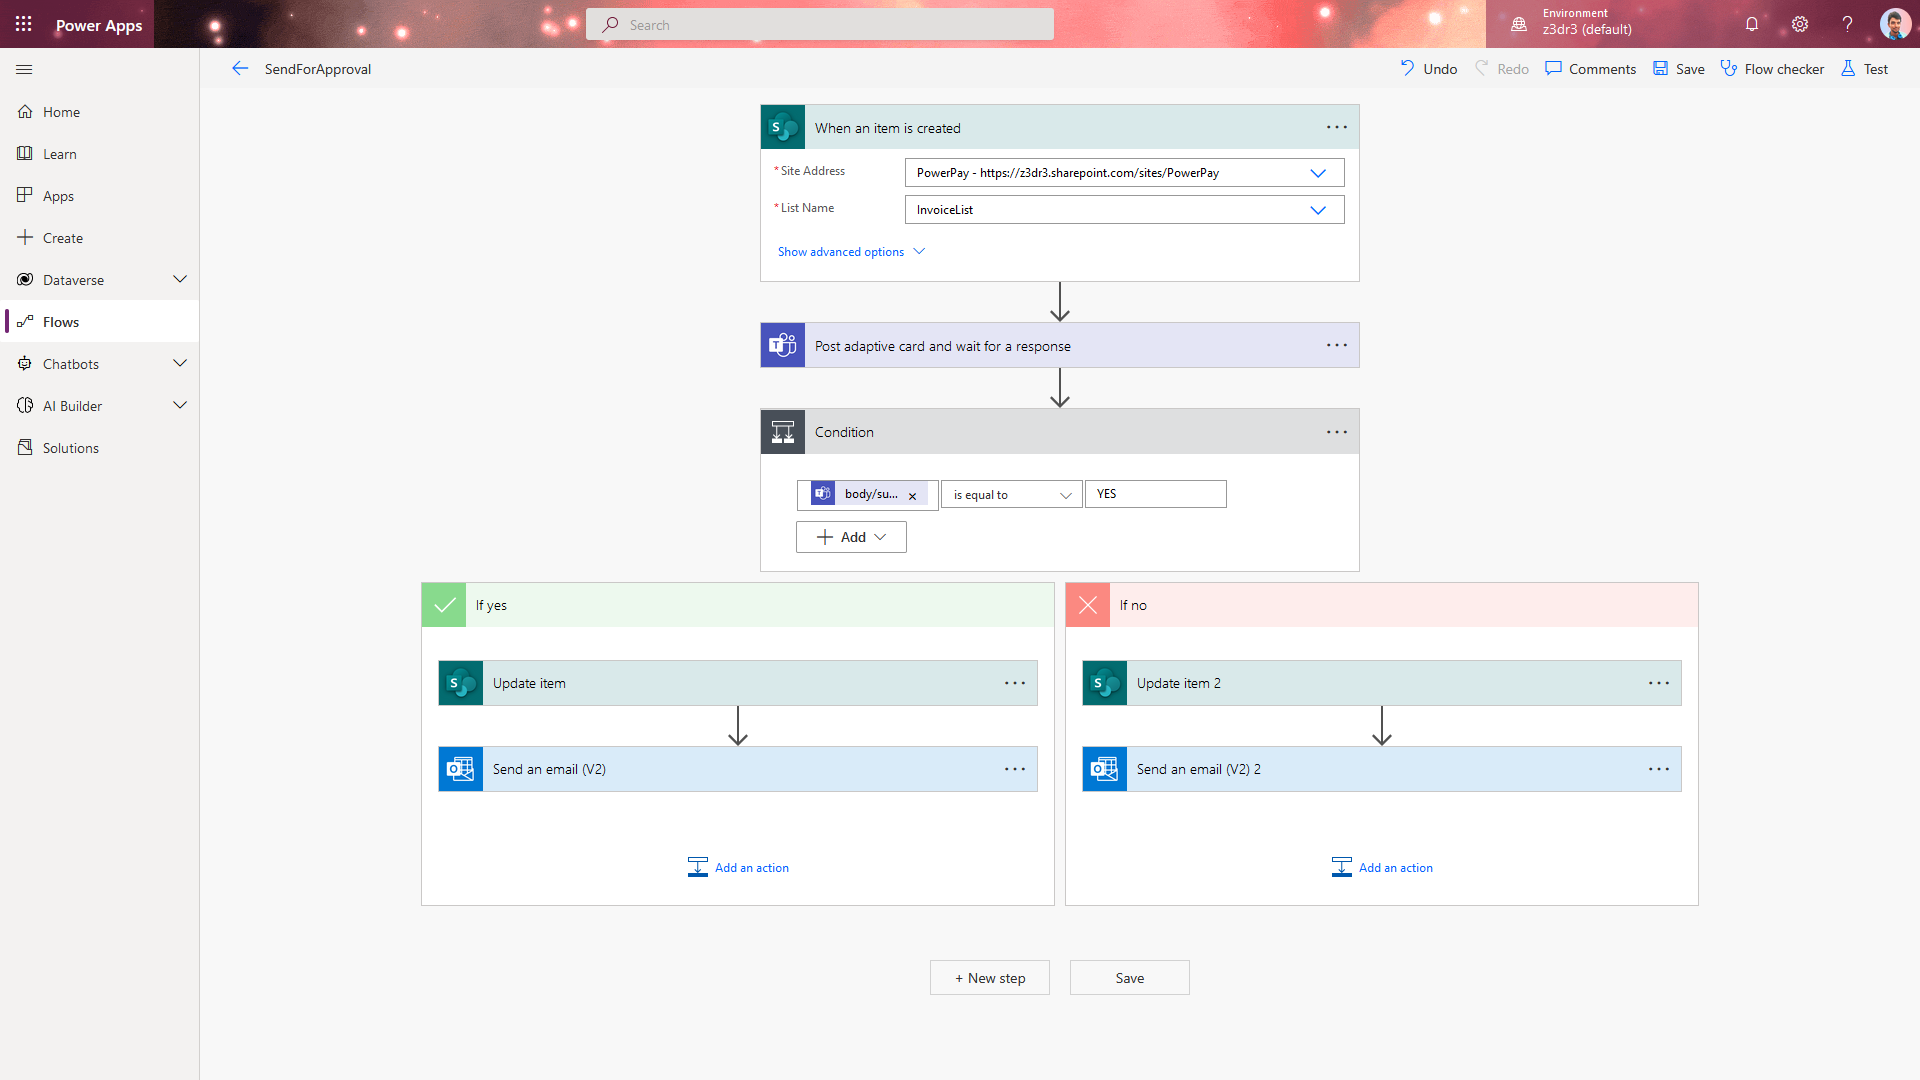 Power Apps
Search
Environment
z3dr3 (default)
SendForApproval
Undo
Redo
Comments
Save
Flow checker
Test
Home
Learn
Apps
Create
Dataverse
Flows
Chatbots
AI Builder
Solutions
When an item is created
* Site Address
PowerPay - https://z3dr3.sharepoint.com/sites/PowerPay
* List Name
InvoiceList
Show advanced options
Post adaptive card and wait for a response
Condition
body/su... ×
is equal to
YES
Add
If yes
Update item
Send an email (V2)
Add an action
If no
Update item 2
Send an email (V2) 2
Add an action
+ New step
Save